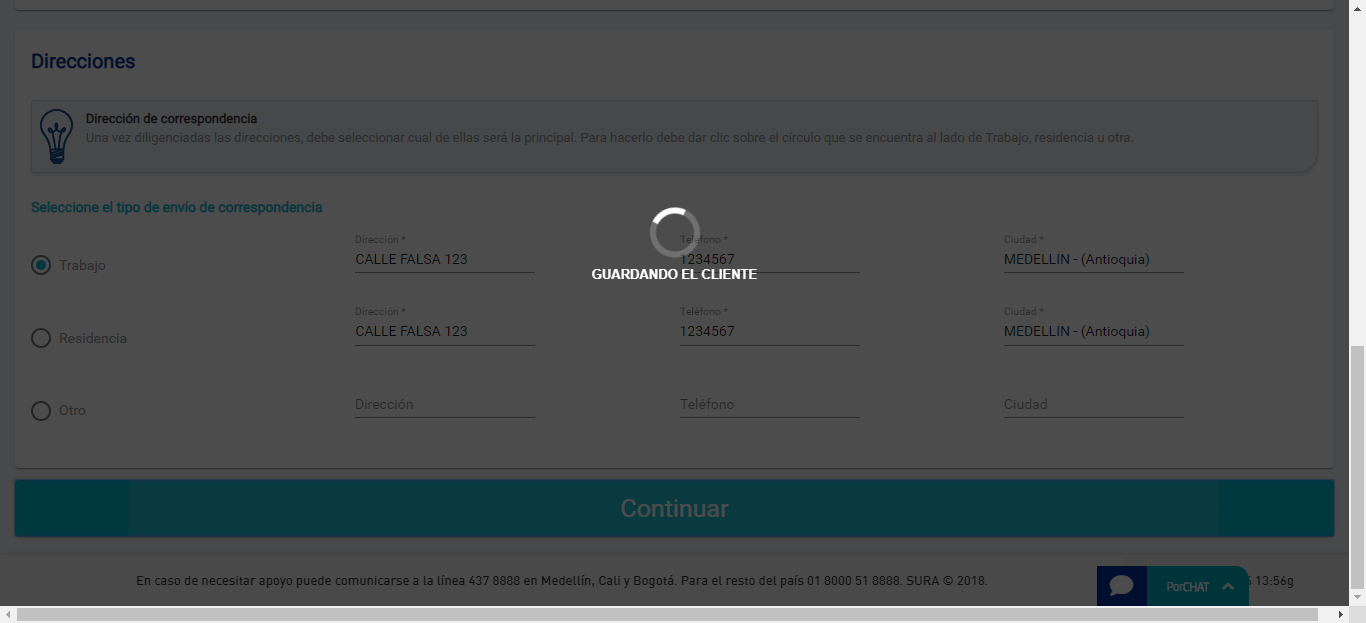 Direcciones
Dirección de correspondencia
Una vez diligenciadas las direcciones, debe seleccionar cual de ellas será la principal. Para hacerlo debe dar clic sobre el círculo que se encuentra al lado de Trabajo, residencia u otra.
Seleccione el tipo de envío de correspondencia
Dirección * Teléfono * Ciudad *
Trabajo CALLE FALSA 123 1234567 MEDELLIN - (Antioquia)
GUARDANDO EL CLIENTE
Dirección * Teléfono * Ciudad *
Residencia CALLE FALSA 123 1234567 MEDELLIN - (Antioquia)
Otro Dirección Teléfono Ciudad
Continuar
En caso de necesitar apoyo puede comunicarse a la línea 437 8888 en Medellín, Cali y Bogotá. Para el resto del país 01 8000 51 8888. SURA © 2018. 13:56g
PorCHAT